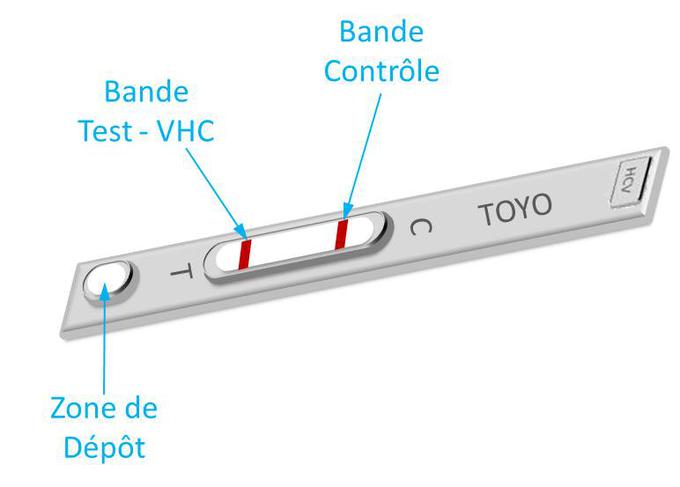 Bande
Contrôle
Bande
Test - VHC
HCV
TOYO
C
T
Zone de
Dépôt